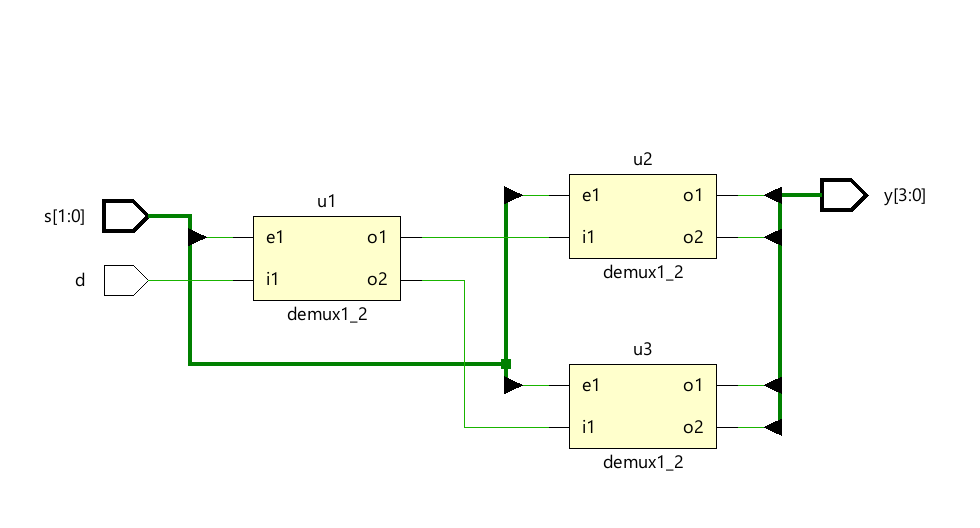 u2
e1 o1
i1 o2
demux1_2
y[3:0]
s[1:0]
d
u1
e1 o1
i1 o2
demux1_2
u3
e1 o1
i1 o2
demux1_2